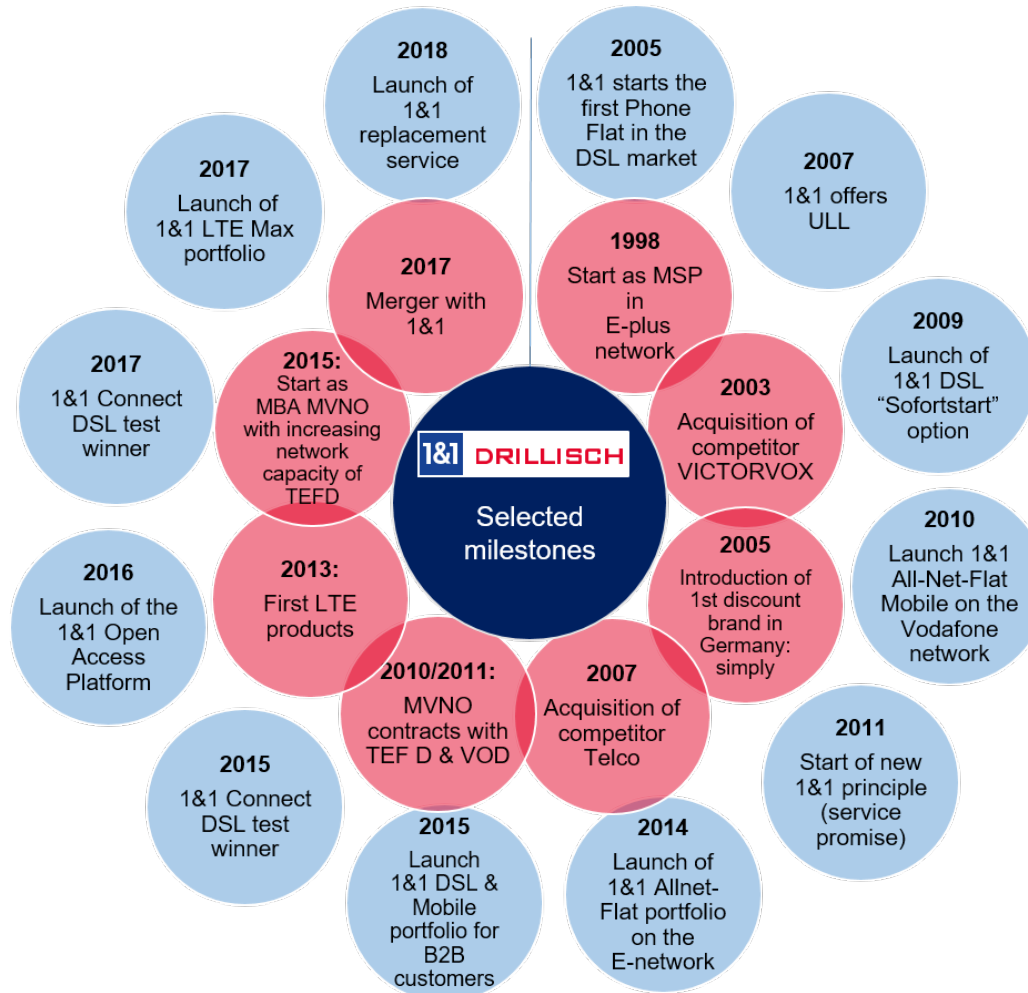 1&1 DRILLISCH
Selected
milestones
1998
Start as MSP
in
E-plus
network
2003
Acquisition of
competitor
VICTORVOX
2005
Introduction of
1st discount
brand in
Germany:
simply
2007
Acquisition of
competitor
Telco
2010/2011:
MVNO
contracts with
TEF D & VOD
2013:
First LTE
products
2015:
Start as
MBA MVNO
with increasing
network
capacity of
TEFD
2017
Merger with
1&1
2005
1&1 starts the
first Phone
Flat in the
DSL market
2007
1&1 offers
ULL
2009
Launch of
1&1 DSL
“Sofortstart”
option
2010
Launch 1&1
All-Net-Flat
Mobile on the
Vodafone
network
2011
Start of new
1&1 principle
(service
promise)
2014
Launch of
1&1 Allnet-
Flat portfolio
on the
E-network
2015
Launch
1&1 DSL &
Mobile
portfolio for
B2B
customers
2015
1&1 Connect
DSL test
winner
2016
Launch of the
1&1 Open
Access
Platform
2017
1&1 Connect
DSL test
winner
2017
Launch of
1&1 LTE Max
portfolio
2018
Launch of
1&1
replacement
service